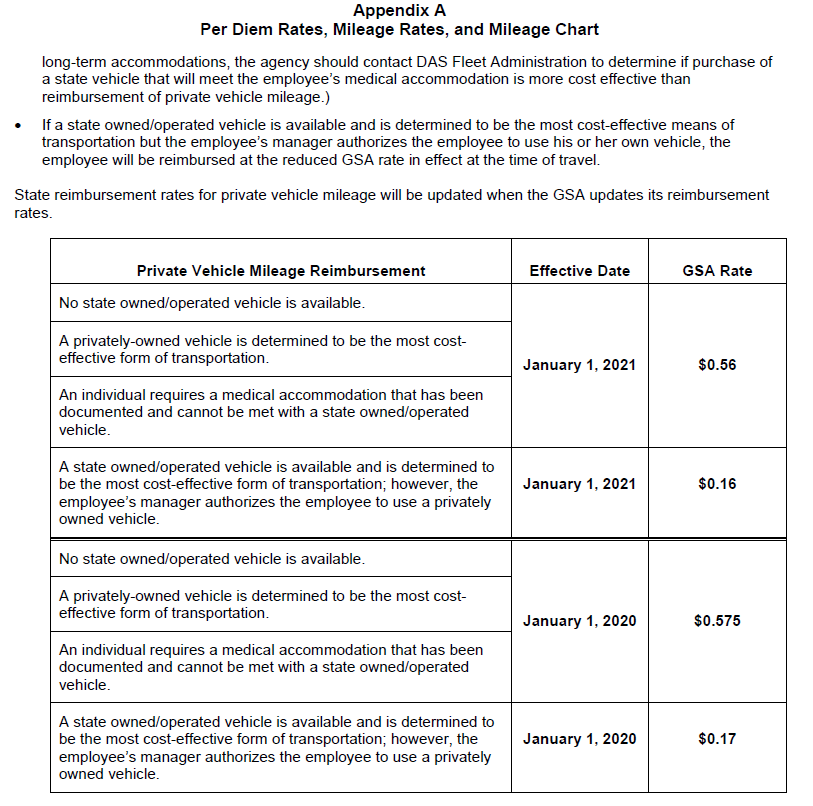 Appendix A
Per Diem Rates, Mileage Rates, and Mileage Chart
long-term accommodations, the agency should contact DAS Fleet Administration to determine if purchase of
a state vehicle that will meet the employee’s medical accommodation is more cost effective than
reimbursement of private vehicle mileage.)
• If a state owned/operated vehicle is available and is determined to be the most cost-effective means of
transportation but the employee’s manager authorizes the employee to use his or her own vehicle, the
employee will be reimbursed at the reduced GSA rate in effect at the time of travel.
State reimbursement rates for private vehicle mileage will be updated when the GSA updates its reimbursement
rates.
Private Vehicle Mileage Reimbursement Effective Date GSA Rate
No state owned/operated vehicle is available.
A privately-owned vehicle is determined to be the most cost-
effective form of transportation.
January 1, 2021 $0.56
An individual requires a medical accommodation that has been
documented and cannot be met with a state owned/operated
vehicle.
A state owned/operated vehicle is available and is determined to
be the most cost-effective form of transportation; however, the
January 1, 2021 $0.16
employee’s manager authorizes the employee to use a privately
owned vehicle.
No state owned/operated vehicle is available.
A privately-owned vehicle is determined to be the most cost-
effective form of transportation.
January 1, 2020 $0.575
An individual requires a medical accommodation that has been
documented and cannot be met with a state owned/operated
vehicle.
A state owned/operated vehicle is available and is determined to
be the most cost-effective form of transportation; however, the
January 1, 2020 $0.17
employee’s manager authorizes the employee to use a privately
owned vehicle.